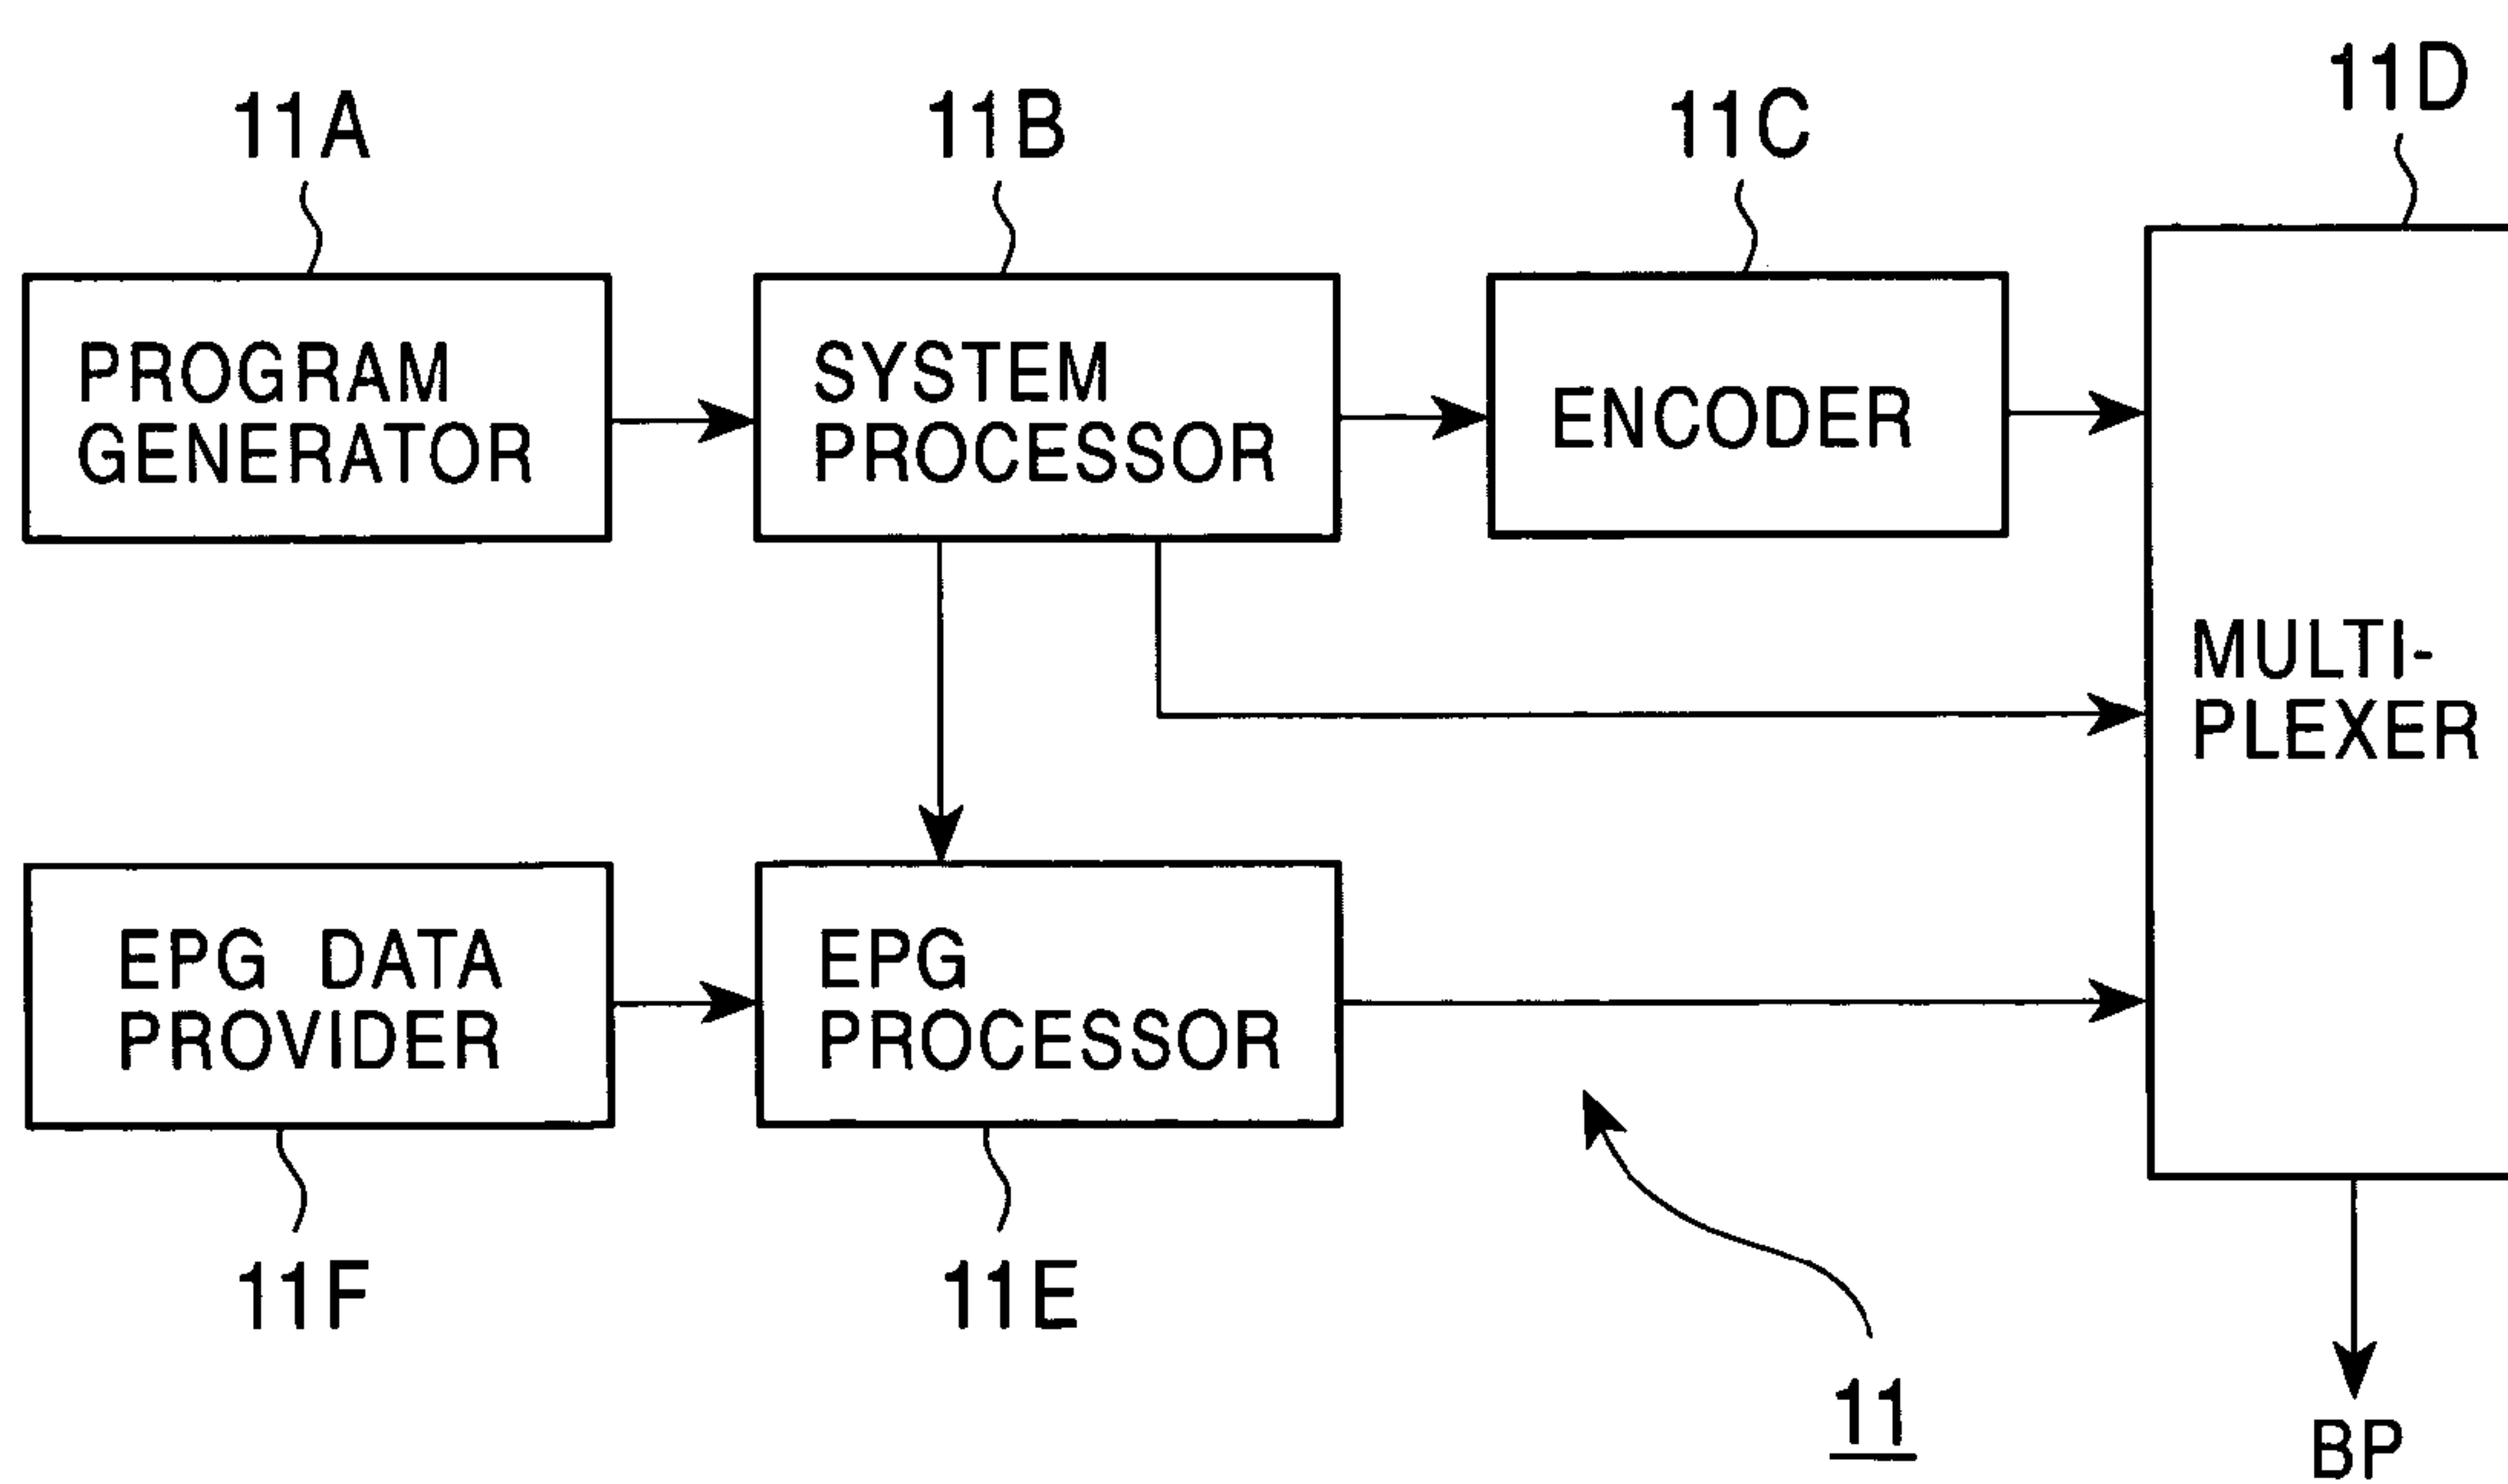 11A
11B
11C
11D
PROGRAM
GENERATOR
SYSTEM
PROCESSOR
ENCODER
MULTI-
PLEXER
EPG DATA
PROVIDER
EPG
PROCESSOR
11F
11E
11
BP